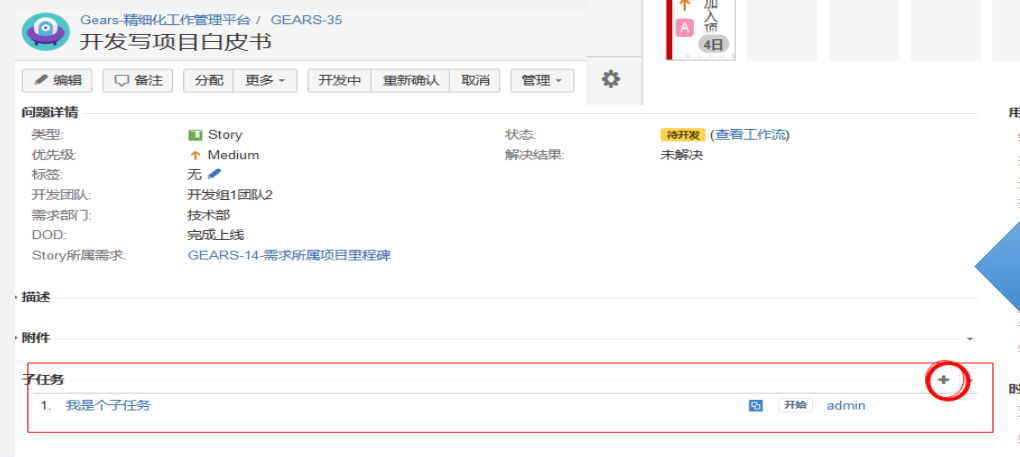 Gears-精细化工作管理平台 / GEARS-35
开发写项目白皮书
加
入
项
A
4日
编辑 备注 分配 更多 开发中 重新确认 取消 管理
问题详情
类型: Story 状态: 待开发 (查看工作流)
优先级: Medium 解决结果: 未解决
标签: 无
开发团队: 开发组1团队2
需求部门: 技术部
DOD: 完成上线
Story所属需求: GEARS-14-需求所属项目里程碑
描述
附件
子任务
1. 我是个子任务 开始 admin